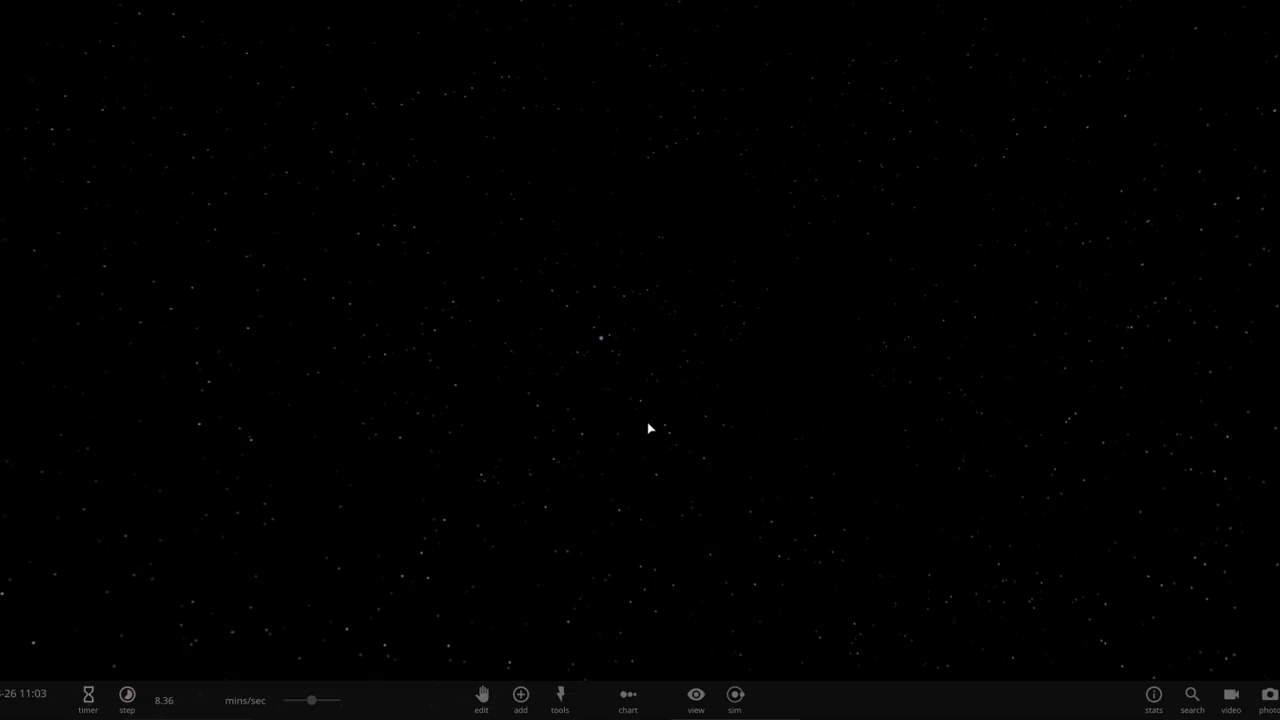 -26 11:03
timer
step
8.36
mins/sec
edit
add
tools
chart
view
sim
stats
search
video
photo